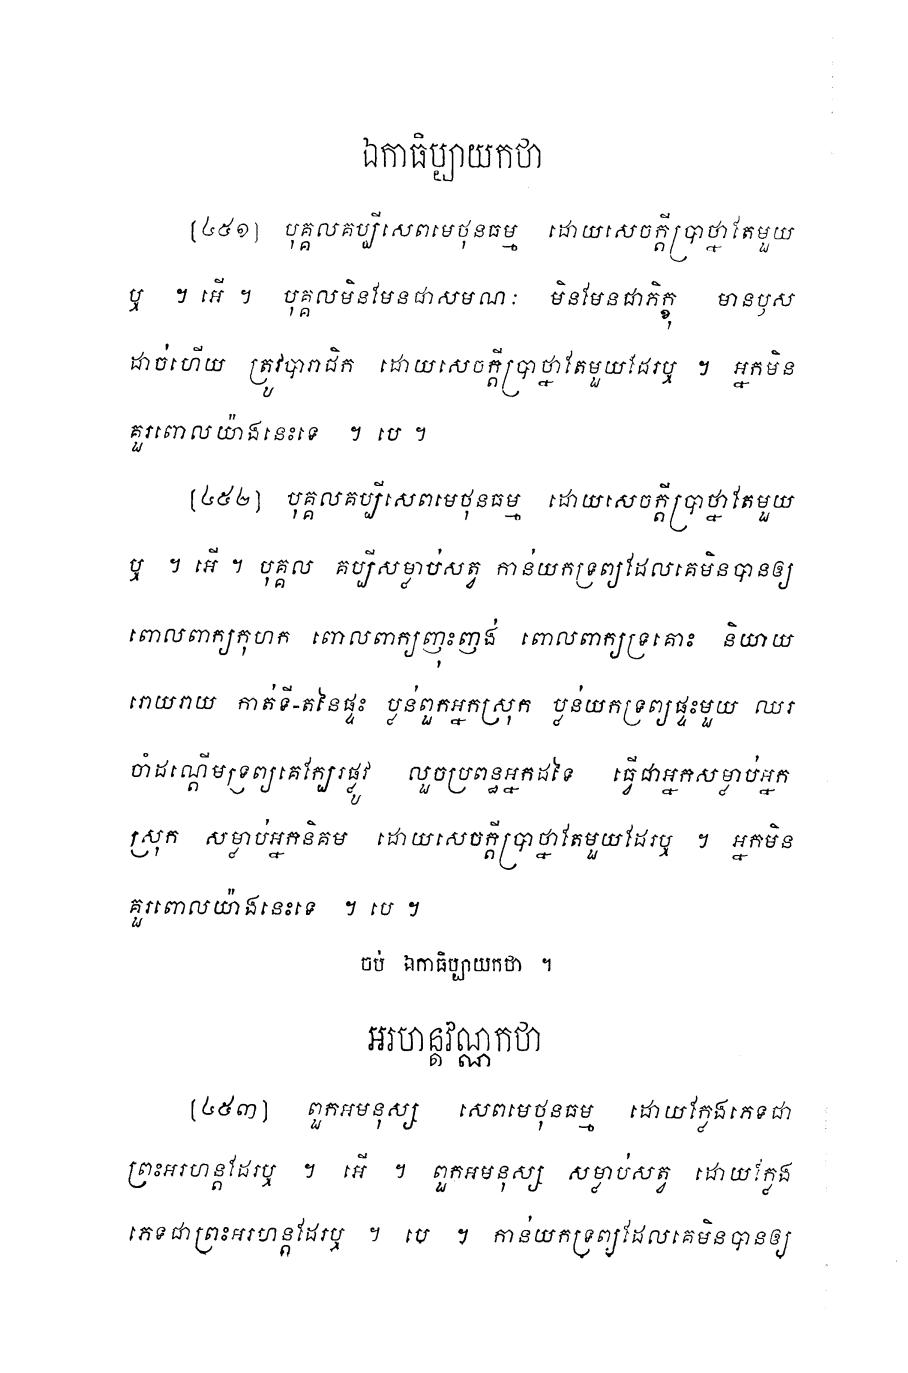 ឯកាធិប្បាយកថា
(៤៥១) បុគ្គលគប្បីសេពមេថុនធម្ម ដោយសេចក្តីប្រាថ្នាតែមួយ
ឬ ។ អើ ។ បុគ្គលមិនមែនជាសមណៈ មិនមែនជាភិក្ខុ មានឫស
ដាច់ហើយ ត្រូវបារាជិក ដោយសេចក្តីប្រាថ្នាតែមួយដែរឬ ។ អ្នកមិន
គួរពោលយ៉ាងនេះទេ ។ បេ ។
(៤៥២) បុគ្គលគប្បីសេពមេថុនធម្ម ដោយសេចក្តីប្រាថ្នាតែមួយ
ឬ ។ អើ ។ បុគ្គល គប្បីសម្លាប់សត្វ កាន់យកទ្រព្យដែលគេមិនបានឲ្យ
ពោលពាក្យកុហក ពោលពាក្យញុះញង់ ពោលពាក្យទ្រគោះ និយាយ
រោយរាយ កាត់ទី-តនៃផ្ទះ ប្លន់ពួកអ្នកស្រុក ប្លន់យកទ្រព្យផ្ទះមួយ ឈរ
ចាំដណ្តើមទ្រព្យគេក្បែរផ្លូវ លួចប្រពន្ធអ្នកដទៃ ធ្វើជាអ្នកសម្លាប់អ្នក
ស្រុក សម្លាប់អ្នកនិគម ដោយសេចក្តីប្រាថ្នាតែមួយដែរឬ ។ អ្នកមិន
គួរពោលយ៉ាងនេះទេ ។ បេ ។
ចប់ ឯកាធិប្បាយកថា ។
អរហន្តវណ្ណកថា
(៤៥៣) ពួកអមនុស្ស សេពមេថុនធម្ម ដោយក្លែងភេទជា
ព្រះអរហន្តដែរឬ ។ អើ ។ ពួកអមនុស្ស សម្លាប់សត្វ ដោយក្លែង
ភេទជាព្រះអរហន្តដែរឬ ។ បេ ។ កាន់យកទ្រព្យដែលគេមិនបានឲ្យ